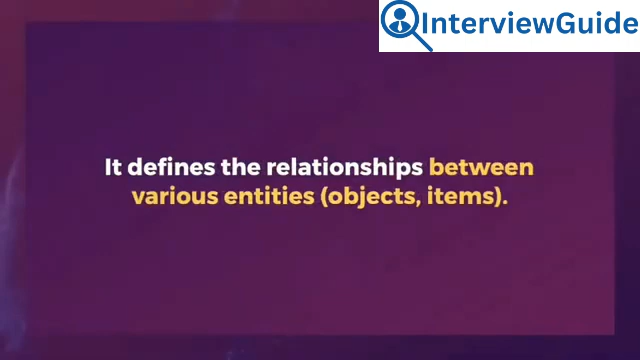 InterviewGuide
It defines the relationships between
various entities (objects, items).